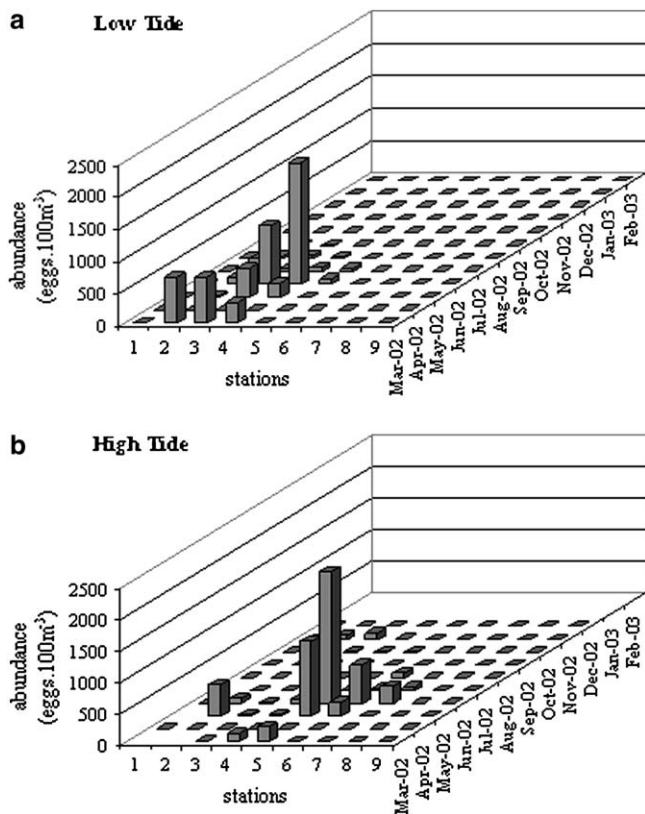 a Low Tide
2500
2000
1500
1000
500
0
abundance
(eggs.100m⁻³)
1 2 3 4 5 6 7 8 9
stations
Mar-02
Apr-02
May-02
Jun-02
Jul-02
Aug-02
Sep-02
Oct-02
Nov-02
Dec-02
Jan-03
Feb-03
b High Tide
2500
2000
1500
1000
500
0
abundance
(eggs.100m⁻³)
1 2 3 4 5 6 7 8 9
stations
Mar-02
Apr-02
May-02
Jun-02
Jul-02
Aug-02
Sep-02
Oct-02
Nov-02
Dec-02
Jan-03
Feb-03